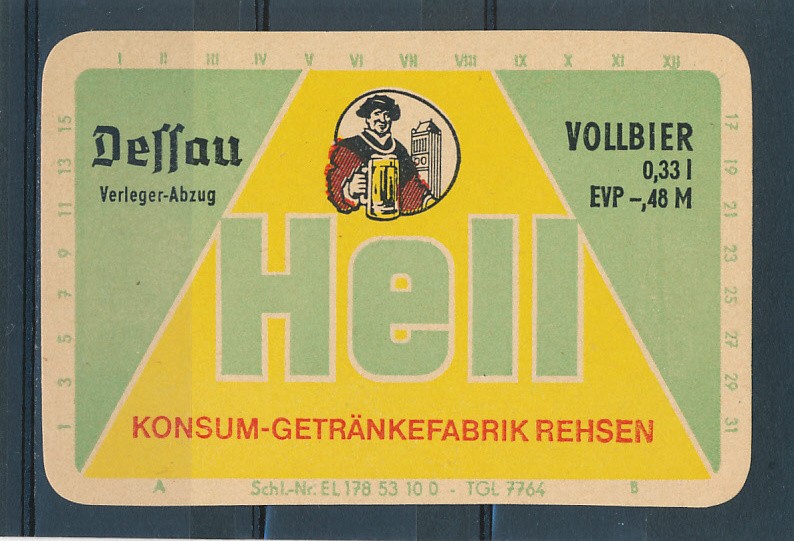 I II III IV V VI VII VIII IX X XI XII
Dessau
Verleger-Abzug
VOLLBIER
0,33 l
EVP -,48 M
Hell
KONSUM-GETRÄNKEFABRIK REHSEN
1 3 5 7 9 11 13 15
17 19 21 23 25 27 29 31
A Schl.-Nr. EL 178 53 10 0 - TGL 7764 B